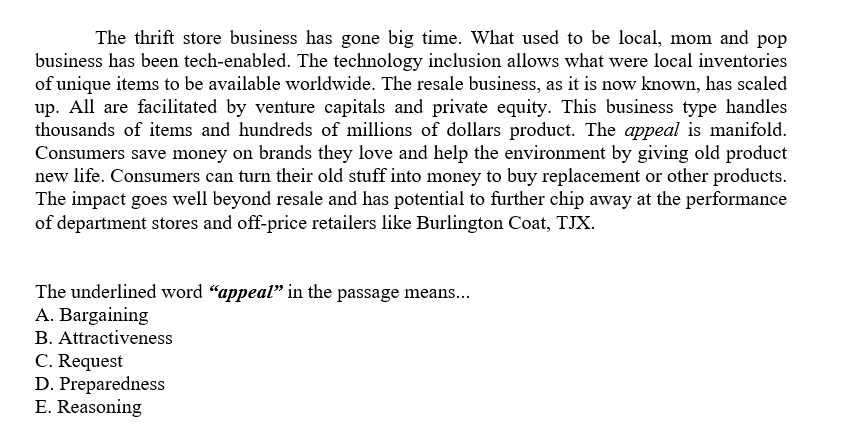 The thrift store business has gone big time. What used to be local, mom and pop
business has been tech-enabled. The technology inclusion allows what were local inventories
of unique items to be available worldwide. The resale business, as it is now known, has scaled
up. All are facilitated by venture capitals and private equity. This business type handles
thousands of items and hundreds of millions of dollars product. The appeal is manifold.
Consumers save money on brands they love and help the environment by giving old product
new life. Consumers can turn their old stuff into money to buy replacement or other products.
The impact goes well beyond resale and has potential to further chip away at the performance
of department stores and off-price retailers like Burlington Coat, TJX.
The underlined word “appeal” in the passage means...
A. Bargaining
B. Attractiveness
C. Request
D. Preparedness
E. Reasoning